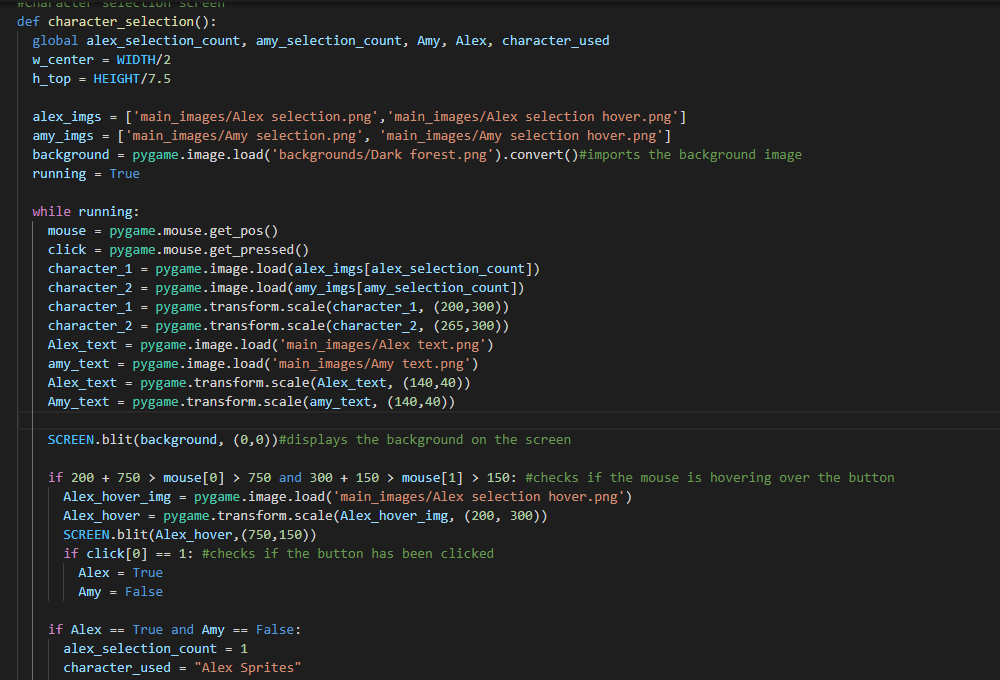 #Character selection screen
def character_selection():
global alex_selection_count, amy_selection_count, Amy, Alex, character_used
w_center = WIDTH/2
h_top = HEIGHT/7.5
alex_imgs = ['main_images/Alex selection.png','main_images/Alex selection hover.png']
amy_imgs = ['main_images/Amy selection.png', 'main_images/Amy selection hover.png']
background = pygame.image.load('backgrounds/Dark forest.png').convert()#imports the background image
running = True
while running:
mouse = pygame.mouse.get_pos()
click = pygame.mouse.get_pressed()
character_1 = pygame.image.load(alex_imgs[alex_selection_count])
character_2 = pygame.image.load(amy_imgs[amy_selection_count])
character_1 = pygame.transform.scale(character_1, (200,300))
character_2 = pygame.transform.scale(character_2, (265,300))
Alex_text = pygame.image.load('main_images/Alex text.png')
amy_text = pygame.image.load('main_images/Amy text.png')
Alex_text = pygame.transform.scale(Alex_text, (140,40))
Amy_text = pygame.transform.scale(amy_text, (140,40))
SCREEN.blit(background, (0,0))#displays the background on the screen
if 200 + 750 > mouse[0] > 750 and 300 + 150 > mouse[1] > 150: #checks if the mouse is hovering over the button
Alex_hover_img = pygame.image.load('main_images/Alex selection hover.png')
Alex_hover = pygame.transform.scale(Alex_hover_img, (200, 300))
SCREEN.blit(Alex_hover,(750,150))
if click[0] == 1: #checks if the button has been clicked
Alex = True
Amy = False
if Alex == True and Amy == False:
alex_selection_count = 1
character_used = "Alex Sprites"